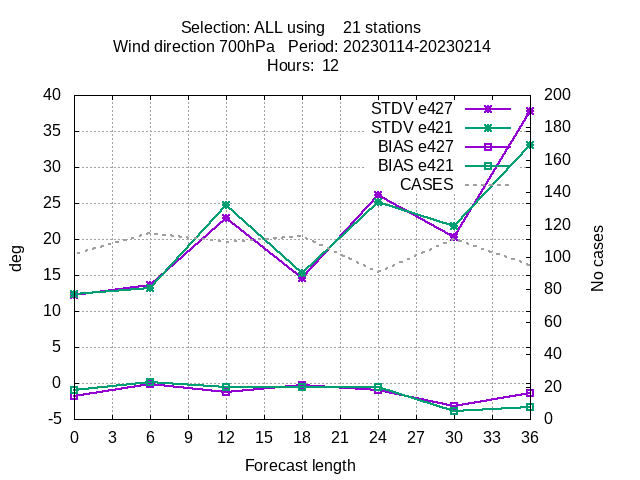 Selection: ALL using    21 stations
Wind direction 700hPa   Period: 20230114-20230214
Hours:  12
40
35
30
25
20
15
10
5
0
-5
deg
200
180
160
140
120
100
80
60
40
20
0
No cases
STDV e427
STDV e421
BIAS e427
BIAS e421
CASES
0 3 6 9 12 15 18 21 24 27 30 33 36
Forecast length